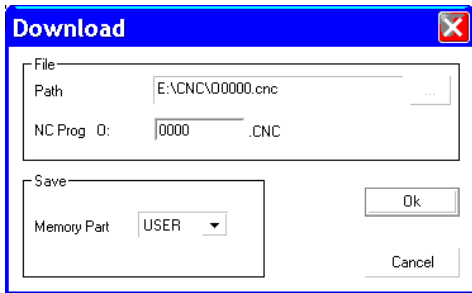 Download
File
Path E:\CNC\O0000.cnc ...
NC Prog O: 0000 .CNC
Save
Memory Part USER
Ok
Cancel